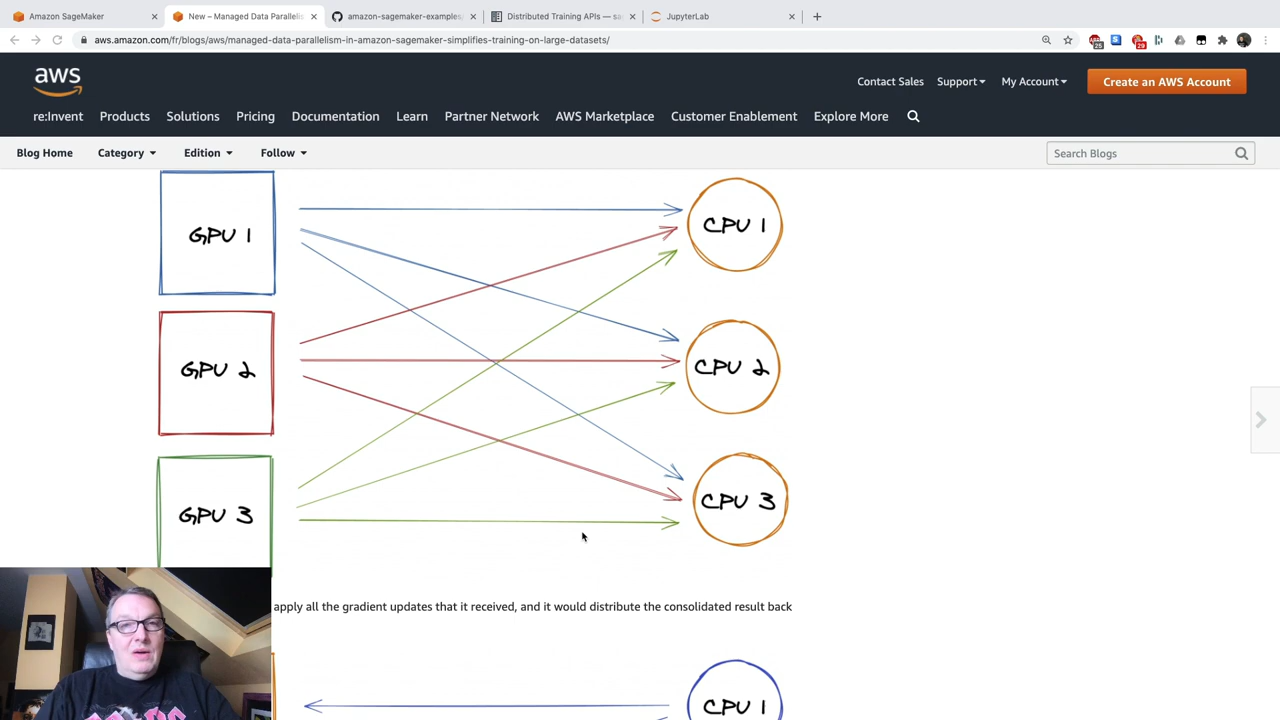 Amazon SageMaker
New – Managed Data Parallelis
amazon-sagemaker-examples/
Distributed Training APIs — sa
JupyterLab
aws.amazon.com/fr/blogs/aws/managed-data-parallelism-in-amazon-sagemaker-simplifies-training-on-large-datasets/
25
29
aws
Contact Sales
Support
My Account
Create an AWS Account
re:Invent
Products
Solutions
Pricing
Documentation
Learn
Partner Network
AWS Marketplace
Customer Enablement
Explore More
Blog Home
Category
Edition
Follow
Search Blogs
GPU 1
CPU 1
GPU 2
CPU 2
GPU 3
CPU 3
apply all the gradient updates that it received, and it would distribute the consolidated result back
CPU 1